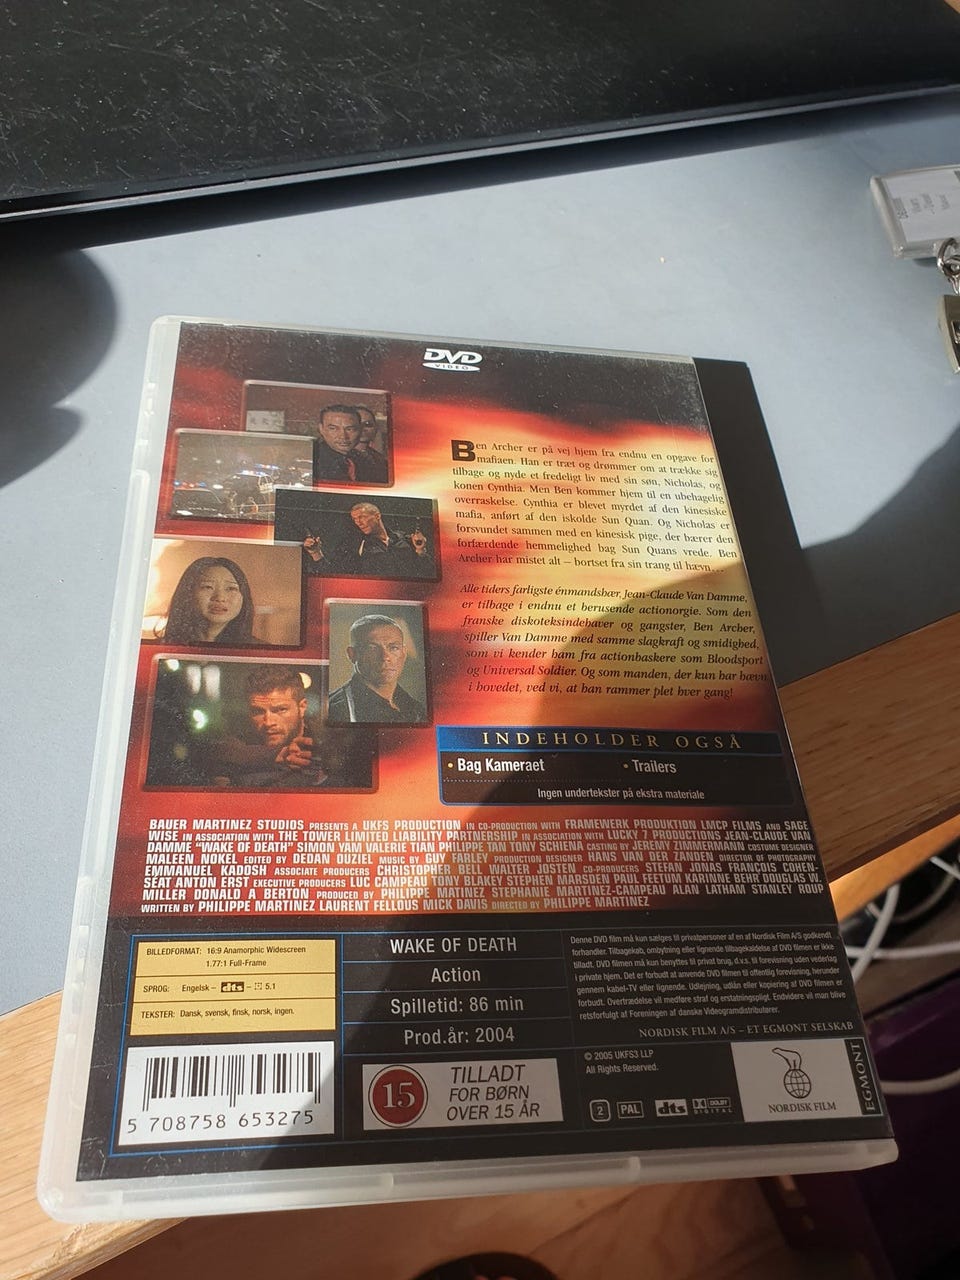 DVD
VIDEO
Ben Archer er på vej hjem fra endnu en opgave for
mafiaen. Han er træt og drømmer om at trække sig
tilbage og nyde et fredeligt liv med sin søn, Nicholas, og
konen Cynthia. Men Ben kommer hjem til en ubehagelig
overraskelse. Cynthia er blevet myrdet af den kinesiske
mafia, anført af den iskolde Sun Quan. Og Nicholas er
forsvundet sammen med en kinesisk pige, der bærer den
forfærdende hemmelighed bag Sun Quans vrede. Ben
Archer har mistet alt – bortset fra sin trang til hævn...
Alle tiders farligste énmandshær, Jean-Claude Van Damme,
er tilbage i endnu et berusende actionorgie. Som den
franske diskoteksindehaver og gangster, Ben Archer,
spiller Van Damme med samme slagkraft og smidighed,
som vi kender ham fra actionbaskere som Bloodsport
og Universal Soldier. Og som manden, der kun har hævn
i hovedet, ved vi, at han rammer plet hver gang!
INDEHOLDER OGSÅ
• Bag Kameraet • Trailers
Ingen undertekster på ekstra materiale
BAUER MARTINEZ STUDIOS PRESENTS A UKFS PRODUCTION IN CO-PRODUCTION WITH FRAMEWERK PRODUKTION LMCP FILMS AND SAGE
WISE IN ASSOCIATION WITH THE TOWER LIMITED LIABILITY PARTNERSHIP IN ASSOCIATION WITH LUCKY 7 PRODUCTIONS JEAN-CLAUDE VAN
DAMME "WAKE OF DEATH" SIMON YAM VALERIE TIAN PHILIPPE TAN TONY SCHIENA CASTING BY JEREMY ZIMMERMANN COSTUME DESIGNER
MALEEN NOKEL EDITED BY DEDAN OUZIEL MUSIC BY GUY FARLEY PRODUCTION DESIGNER HANS VAN DER ZANDEN DIRECTOR OF PHOTOGRAPHY
EMMANUEL KADOSH ASSOCIATE PRODUCERS CHRISTOPHER BELL WALTER JOSTEN CO-PRODUCERS STEFAN JONAS FRANÇOIS COHEN-
SÉAT ANTON ERST EXECUTIVE PRODUCERS LUC CAMPEAU TONY BLAKEY STEPHEN MARSDEN PAUL FEETUM KARINNE BEHR DOUGLAS W.
MILLER DONALD A. BERTON PRODUCED BY PHILIPPE MARTINEZ STEPHANIE MARTINEZ-CAMPEAU ALAN LATHAM STANLEY ROUP
WRITTEN BY PHILIPPE MARTINEZ LAURENT FELLOUS MICK DAVIS DIRECTED BY PHILIPPE MARTINEZ
BILLEDFORMAT: 16:9 Anamorphic Widescreen
1.77:1 Full-Frame
SPROG: Engelsk – dts – 5.1
TEKSTER: Dansk, svensk, finsk, norsk, ingen.
WAKE OF DEATH
Action
Spilletid: 86 min
Prod.år: 2004
Denne DVD film må kun sælges til privatpersoner af en af Nordisk Film A/S godkendt
forhandler. Tilbagekøb, ombytning eller lignende tilbagekaldelse af DVD filmen er ikke
tilladt. DVD filmen må kun benyttes til privat brug, d.v.s. til forevisning uden vederlag
i private hjem. Det er forbudt at anvende DVD filmen til offentlig forevisning, herunder
gennem kabel-TV eller lignende. Udlejning, udlån eller kopiering af DVD filmen er
forbudt. Overtrædelse vil medføre straf og erstatningspligt. Endvidere vil man blive
retsforfulgt af Foreningen af danske Videogramdistributører.
NORDISK FILM A/S – ET EGMONT SELSKAB
5 708758 653275
15
TILLADT
FOR BØRN
OVER 15 ÅR
© 2005 UKFS3 LLP
All Rights Reserved.
2 PAL dts DOLBY
DIGITAL
NORDISK FILM
EGMONT